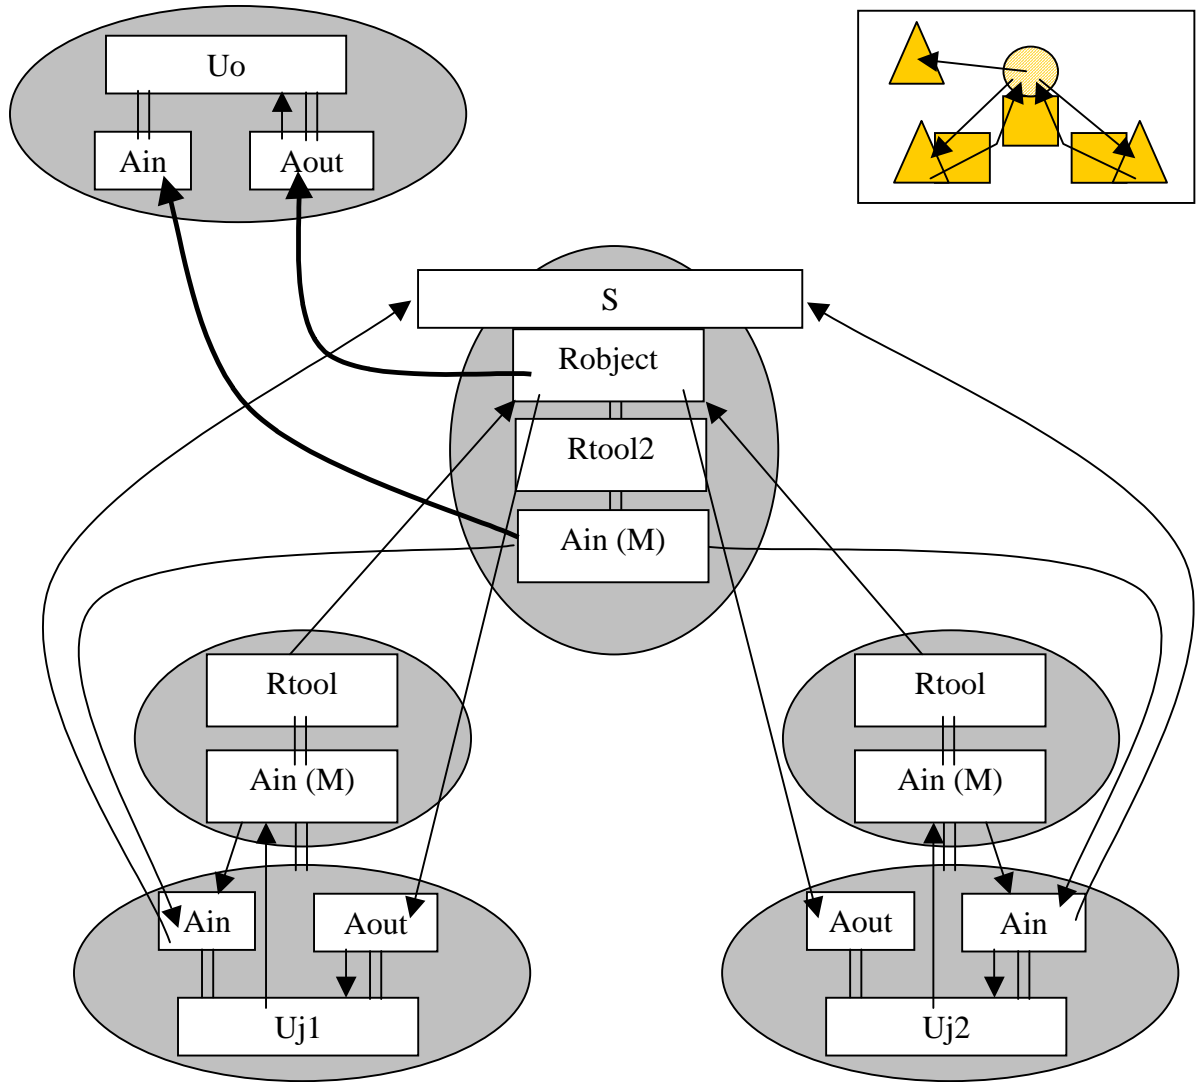 Uo
Ain
Aout
S
Robject
Rtool2
Ain (M)
Rtool
Rtool
Ain (M)
Ain (M)
Ain
Aout
Aout
Ain
Uj1
Uj2